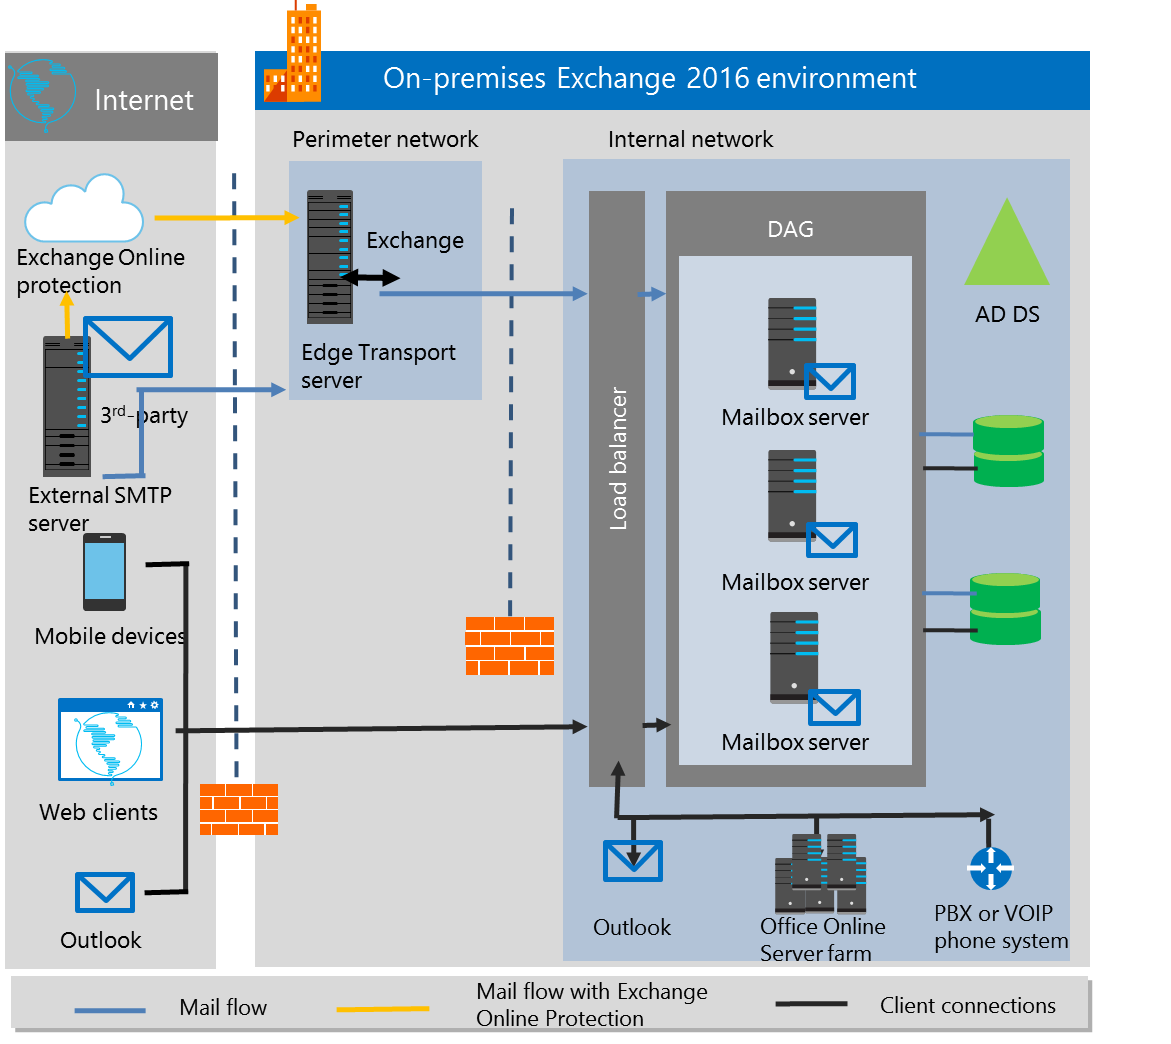 Internet
On-premises Exchange 2016 environment
Perimeter network
Internal network
Exchange Online
protection
Exchange
Edge Transport
server
3rd-party
External SMTP
server
Mobile devices
Web clients
Outlook
Load balancer
DAG
Mailbox server
Mailbox server
Mailbox server
AD DS
Outlook
Office Online
Server farm
PBX or VOIP
phone system
Mail flow
Mail flow with Exchange
Online Protection
Client connections